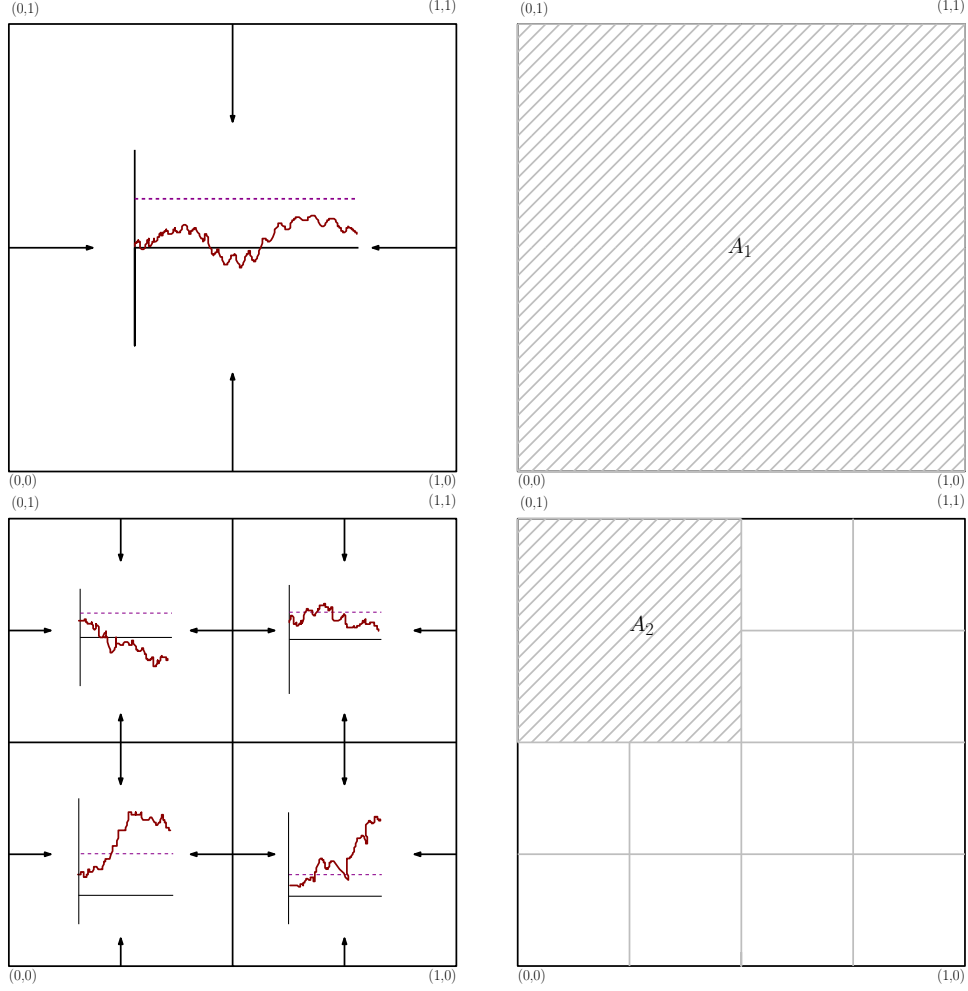 (0,1) (1,1) (0,1) (1,1)
A₁
(0,0) (1,0) (0,0) (1,0)
(0,1) (1,1) (0,1) (1,1)
A₂
(0,0) (1,0) (0,0) (1,0)